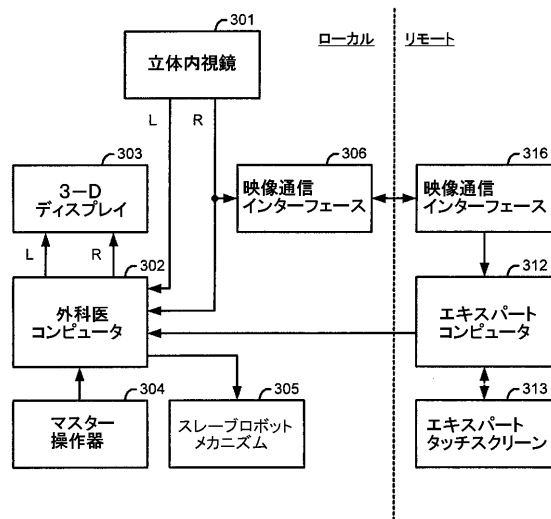 301
ローカル
リモート
立体内視鏡
L
R
303
306
316
3-D
ディスプレイ
映像通信
インターフェース
映像通信
インターフェース
L
R
302
312
外科医
コンピュータ
エキスパート
コンピュータ
304
305
313
マスター
操作器
スレーブロボット
メカニズム
エキスパート
タッチスクリーン